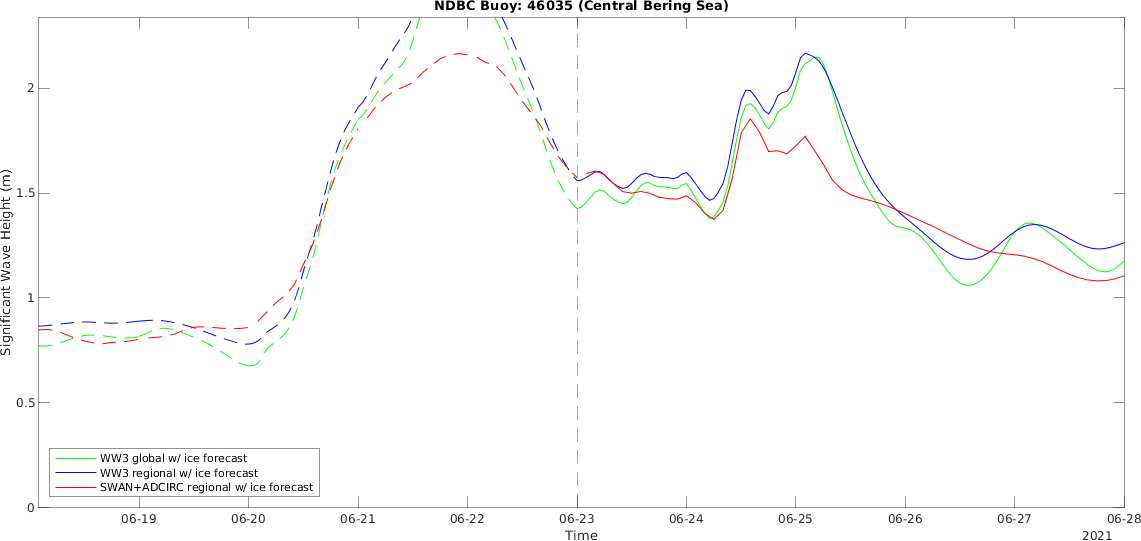 NDBC Buoy: 46035 (Central Bering Sea)
Significant Wave Height (m)
2
1.5
1
0.5
0
WW3 global w/ ice forecast
WW3 regional w/ ice forecast
SWAN+ADCIRC regional w/ ice forecast
06-19 06-20 06-21 06-22 06-23 06-24 06-25 06-26 06-27 06-28
Time
2021